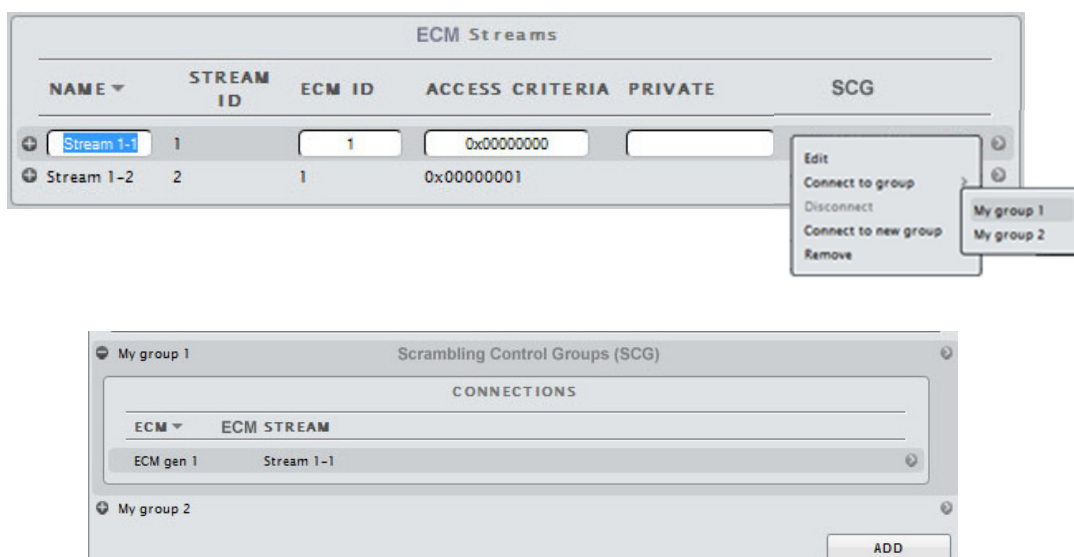 ECM Streams
NAME STREAM ID ECM ID ACCESS CRITERIA PRIVATE SCG
Stream 1-1 1 1 0x00000000
Stream 1-2 2 1 0x00000001
Edit
Connect to group
Disconnect
Connect to new group
Remove
My group 1
My group 2
My group 1 Scrambling Control Groups (SCG)
CONNECTIONS
ECM ECM STREAM
ECM gen 1 Stream 1-1
My group 2
ADD